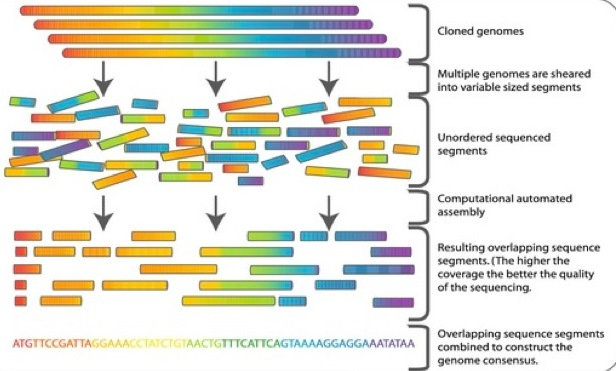 Cloned genomes
Multiple genomes are sheared
into variable sized segments
Unordered sequenced
segments
Computational automated
assembly
Resulting overlapping sequence
segments. (The higher the
coverage the better the quality
of the sequencing.
ATGTTCCGATTAGGAAACCTATCTGTAACTGTTTCATTCAGTAAAAGGAGGAAATATAA
Overlapping sequence segments
combined to construct the
genome consensus.